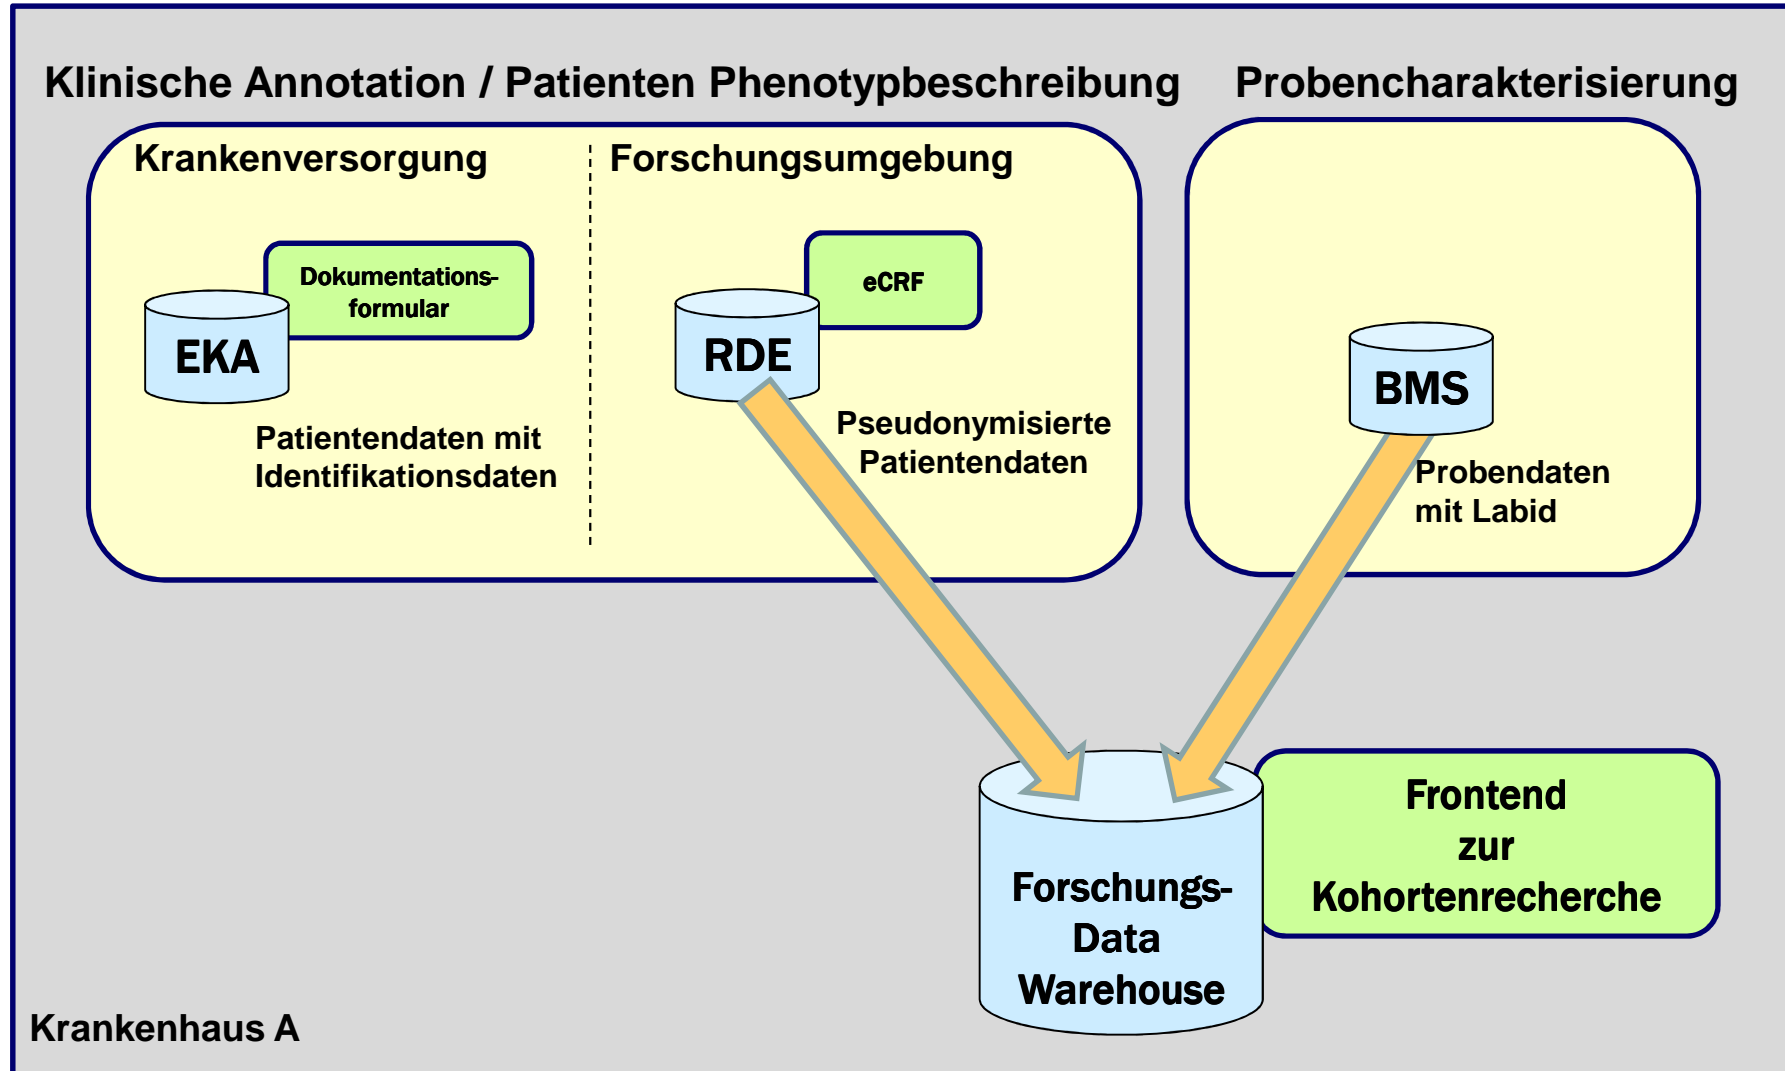 Klinische Annotation / Patienten Phenotypbeschreibung
Probencharakterisierung
Krankenversorgung
Forschungsumgebung
Dokumentations-
formular
EKA
eCRF
RDE
BMS
Patientendaten mit
Identifikationsdaten
Pseudonymisierte
Patientendaten
Probendaten
mit Labid
Forschungs-
Data
Warehouse
Frontend
zur
Kohortenrecherche
Krankenhaus A